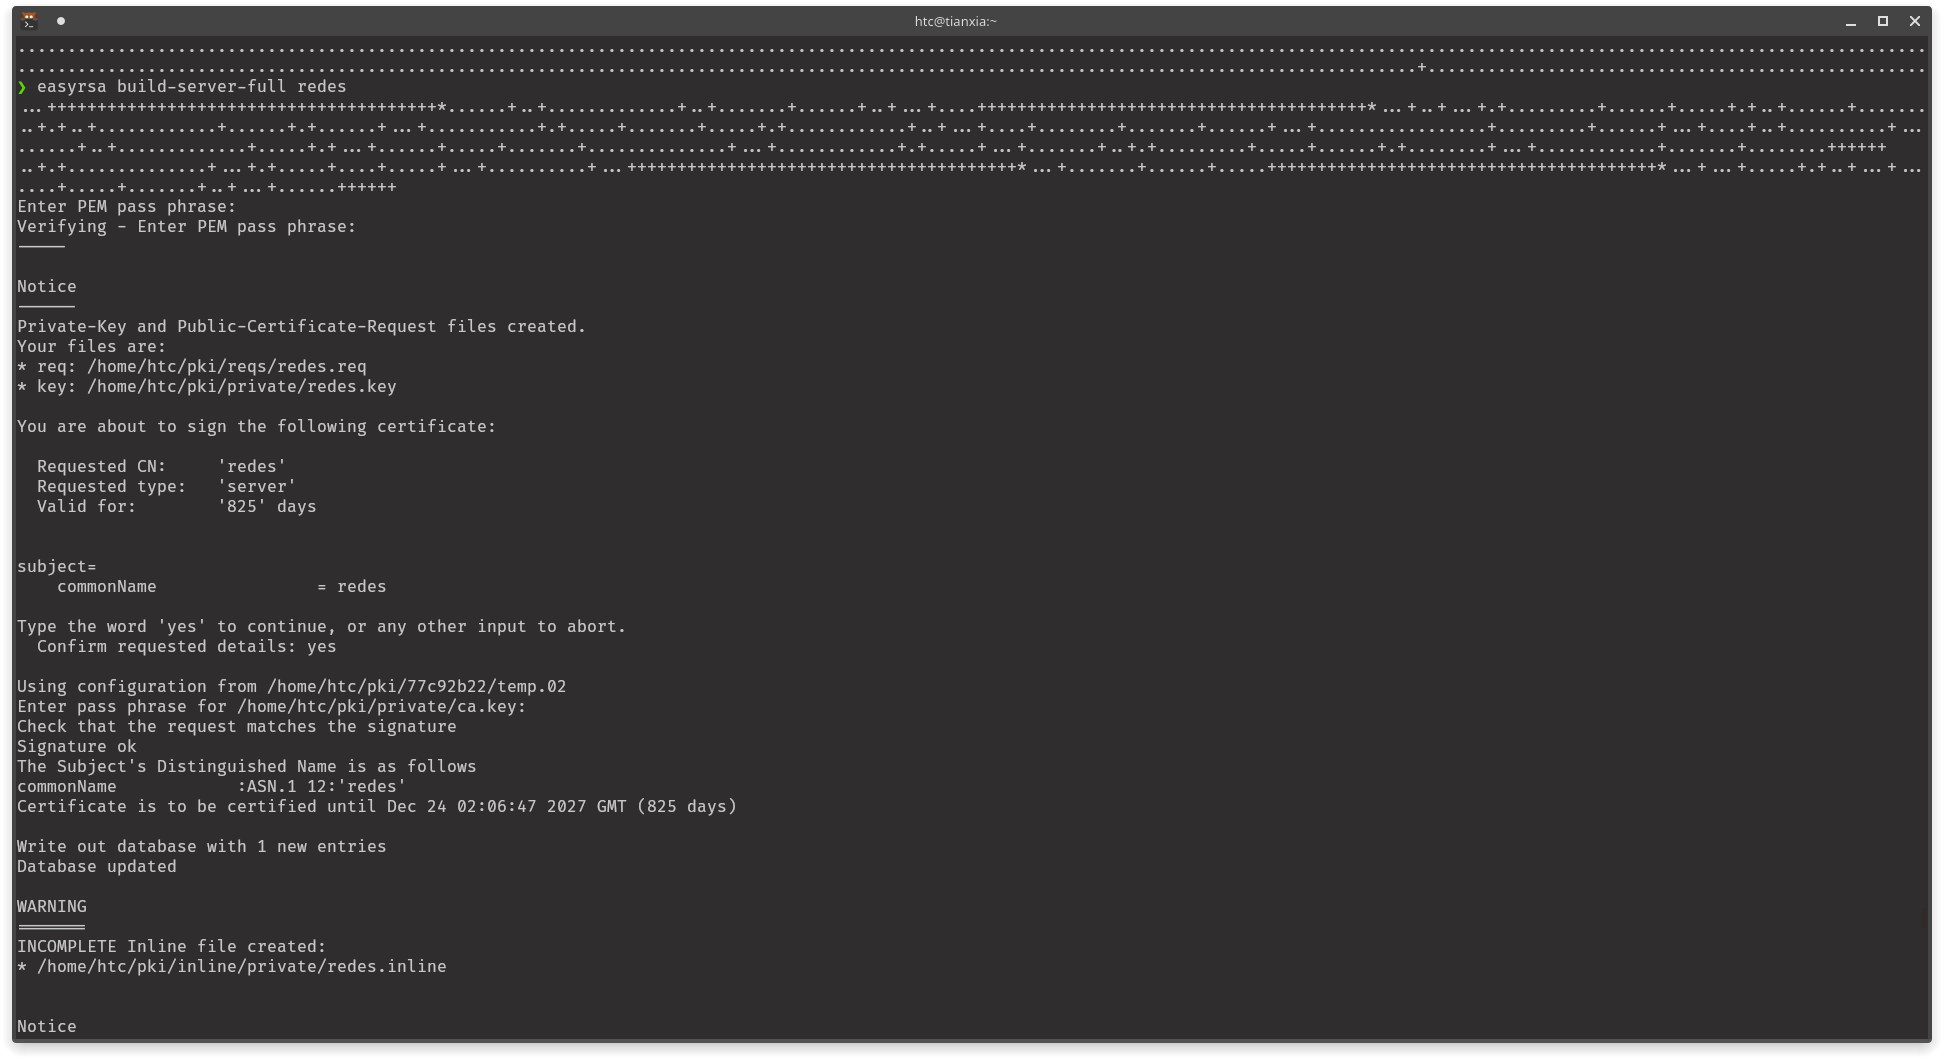 htc@tianxia:~
❯ easyrsa build-server-full redes
Enter PEM pass phrase:
Verifying - Enter PEM pass phrase:
-----
Notice
------
Private-Key and Public-Certificate-Request files created.
Your files are:
* req: /home/htc/pki/reqs/redes.req
* key: /home/htc/pki/private/redes.key
You are about to sign the following certificate:
Requested CN:     'redes'
Requested type:   'server'
Valid for:        '825' days
subject=
commonName                = redes
Type the word 'yes' to continue, or any other input to abort.
Confirm requested details: yes
Using configuration from /home/htc/pki/77c92b22/temp.02
Enter pass phrase for /home/htc/pki/private/ca.key:
Check that the request matches the signature
Signature ok
The Subject's Distinguished Name is as follows
commonName            :ASN.1 12:'redes'
Certificate is to be certified until Dec 24 02:06:47 2027 GMT (825 days)
Write out database with 1 new entries
Database updated
WARNING
=======
INCOMPLETE Inline file created:
* /home/htc/pki/inline/private/redes.inline
Notice